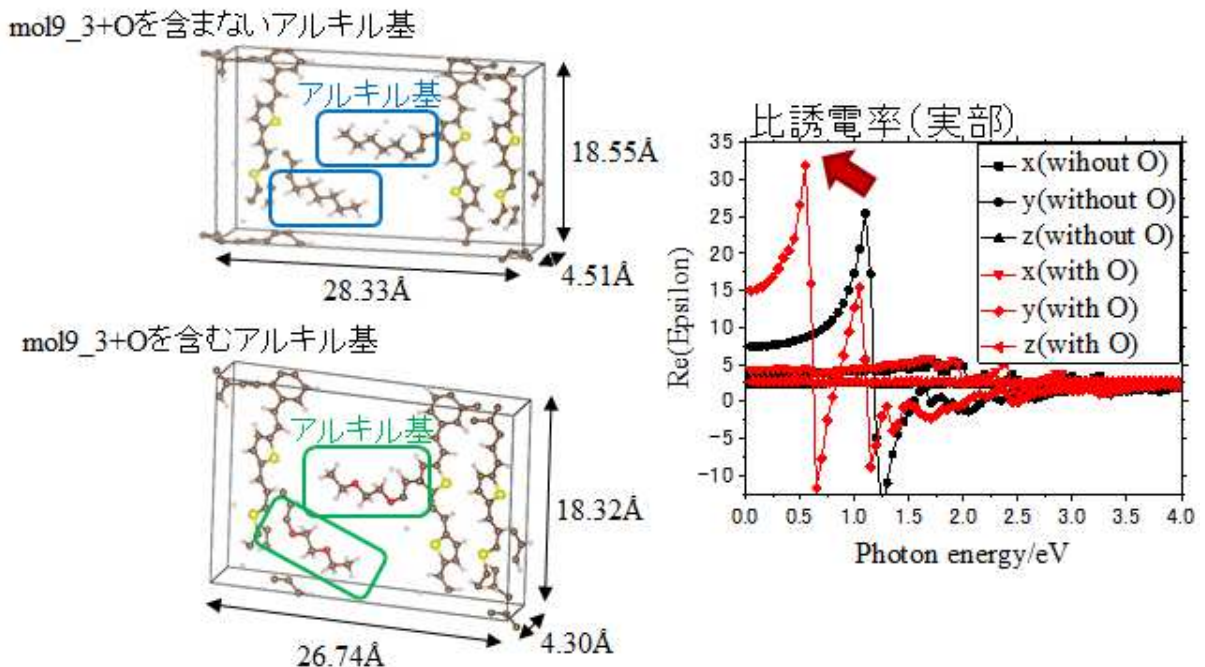 mol9_3+Oを含まないアルキル基
アルキル基
18.55Å
4.51Å
28.33Å
mol9_3+Oを含むアルキル基
アルキル基
18.32Å
4.30Å
26.74Å
比誘電率(実部)
35
30
25
20
15
10
5
0
-5
-10
Re(Epsilon)
x(wihout O)
y(without O)
z(without O)
x(with O)
y(with O)
z(with O)
0.0 0.5 1.0 1.5 2.0 2.5 3.0 3.5 4.0
Photon energy/eV